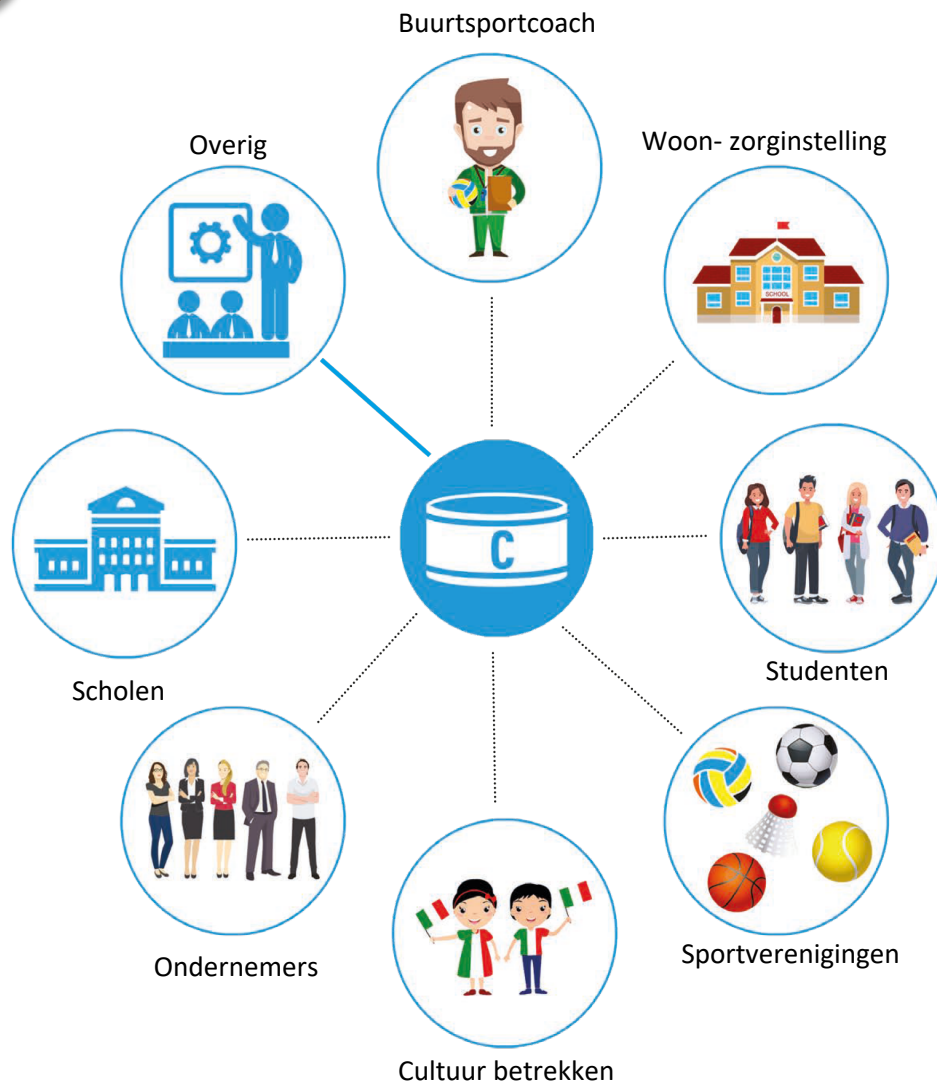 Buurtsportcoach
Overig
Woon- zorginstelling
SCHOOL
C
Scholen
Studenten
Ondernemers
Sportverenigingen
Cultuur betrekken